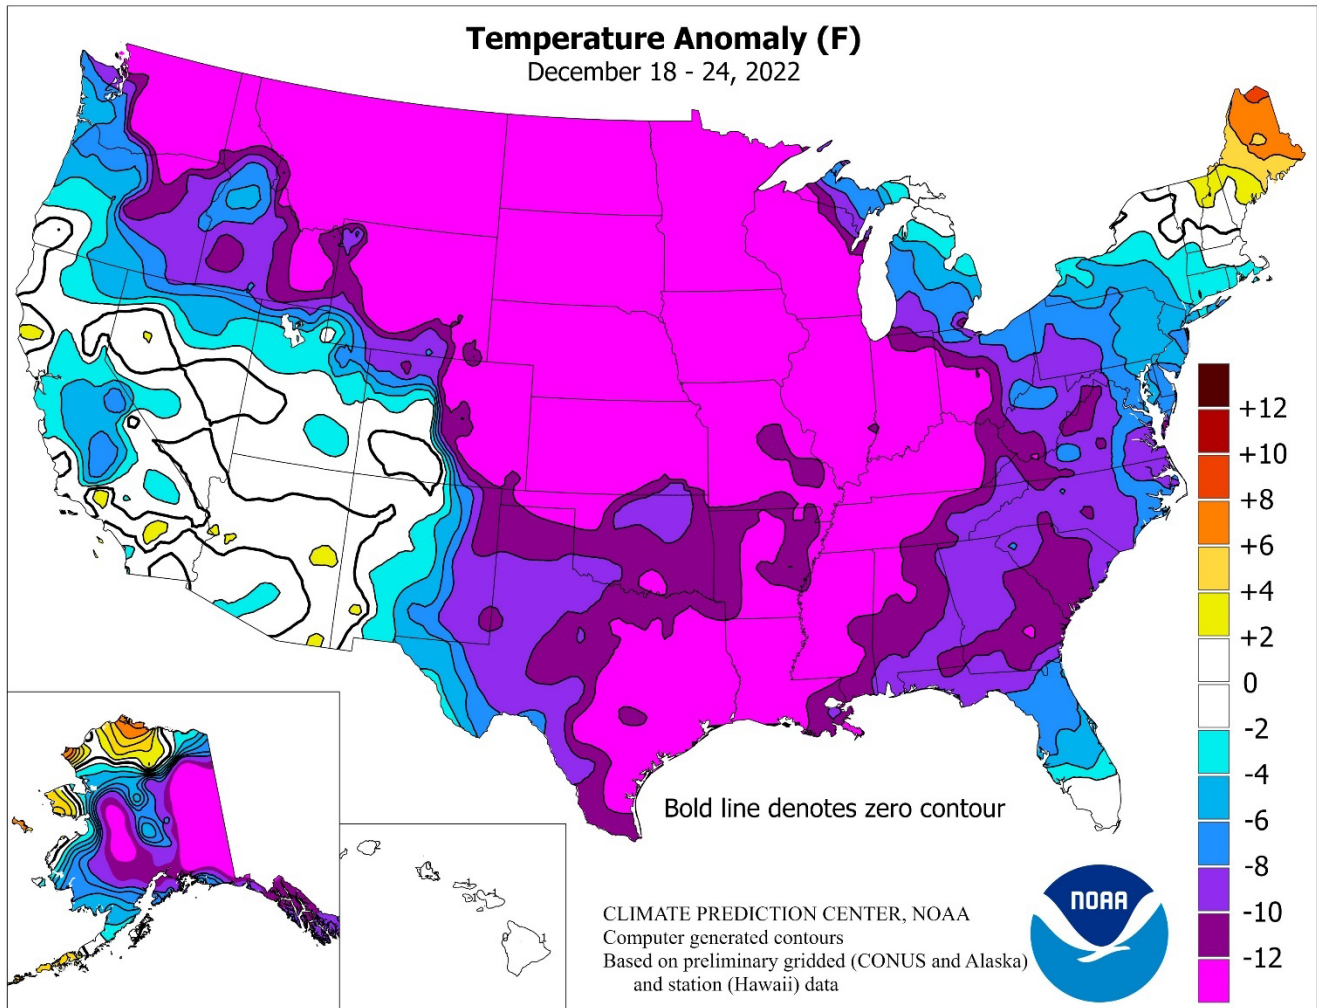 Temperature Anomaly (F)
December 18 - 24, 2022
+12
+10
+8
+6
+4
+2
0
-2
-4
-6
-8
-10
-12
Bold line denotes zero contour
CLIMATE PREDICTION CENTER, NOAA
Computer generated contours
Based on preliminary gridded (CONUS and Alaska)
and station (Hawaii) data
NOAA